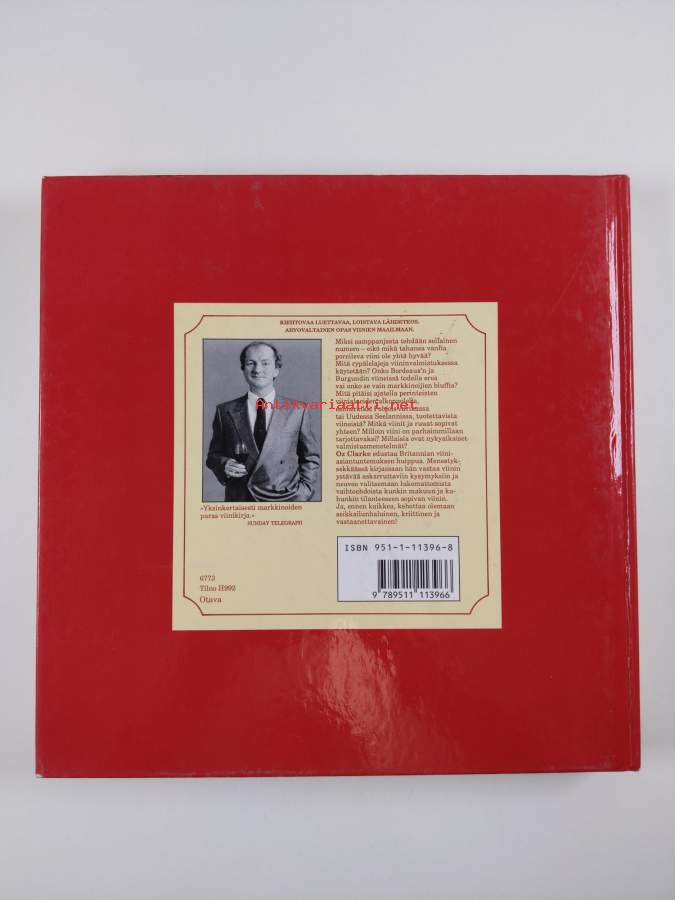 KIEHTOVAA LUETTAVAA, LOISTAVA LÄHDETEOS.
ARVOVALTAINEN OPAS VIINIEN MAAILMAAN.
Miksi samppanjasta tehdään sellainen
numero – eikö mikä tahansa vanha
poreileva viini ole yhtä hyvää?
Mitä rypälelajeja viininvalmistuksessa
käytetään? Onko Bordeaux'n ja
Burgundin viineissä todella eroa
vai onko se vain markkinoijien bluffia?
Mitä pitäisi ajatella perinteisten
viinialueiden ulkopuolella,
Antikvariaatti.net
tai Uudessa Seelannissa, tuotettavista
viineistä? Mitkä viinit ja ruuat sopivat
yhteen? Milloin viini on parhaimmillaan
tarjottavaksi? Millaisia ovat nykyaikaiset
valmistusmenetelmät?
Oz Clarke edustaa Britannian viini-
asiantuntemuksen huippua. Menestyk-
sekkäässä kirjassaan hän vastaa viinin
ystävää askarruttaviin kysymyksiin ja
neuvoo valitsemaan lukemattomista
vaihtoehdoista kunkin makuun ja ku-
hunkin tilanteeseen sopivan viinin.
Ja, ennen kaikkea, kehottaa olemaan
seikkailunhaluinen, kriittinen ja
vastaanottavainen!
»Yksinkertaisesti markkinoiden
paras viinikirja.»
(SUNDAY TELEGRAPH)
ISBN 951-1-11396-8
9 789511 113966
6773
Tilno 11992
Otava